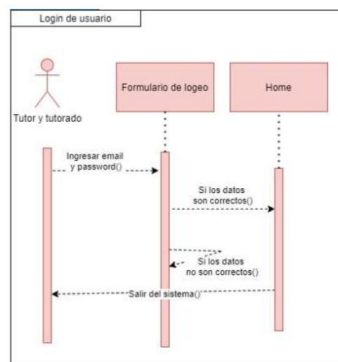 Login de usuario
Formulario de logeo
Home
Tutor y tutorado
Ingresar email
y password()
Si los datos
son correctos()
Si los datos
no son correctos()
Salir del sistema()